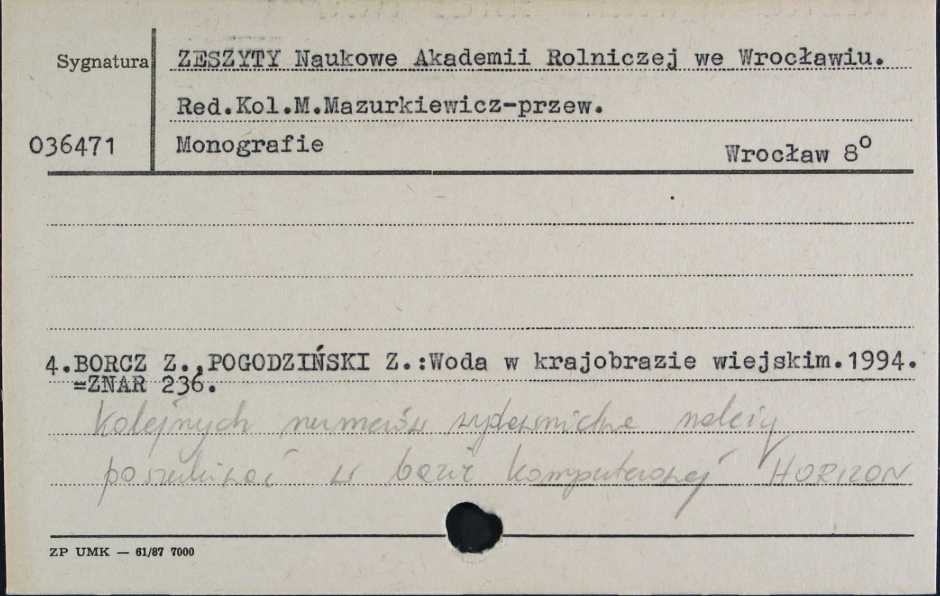 Sygnatura
ZESZYTY Naukowe Akademii Rolniczej we Wrocławiu.
Red.Kol.M.Mazurkiewicz-przew.
036471
Monografie
Wrocław 8⁰
4.BORCZ Z.,POGODZIŃSKI Z.:Woda w krajobrazie wiejskim.1994.
=ZNAR 236.
Kolejnych numerów wydawnictwa należy
poszukiwać w bazie komputerowej HORIZON
ZP UMK — 61/87 7000